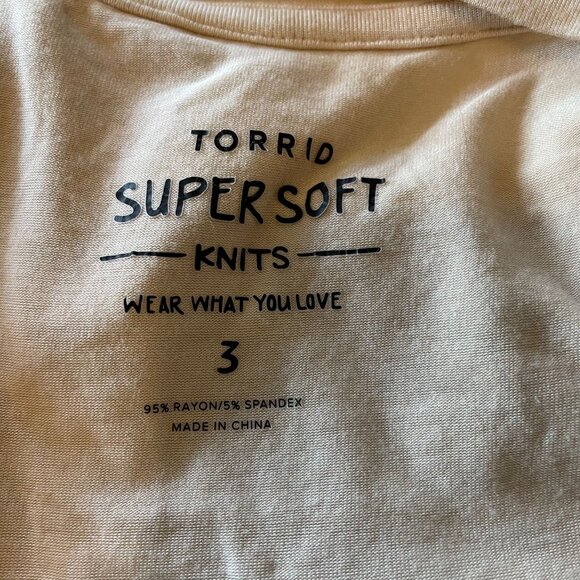 TORRID
SUPER SOFT
KNITS
WEAR WHAT YOU LOVE
3
95% RAYON/5% SPANDEX
MADE IN CHINA